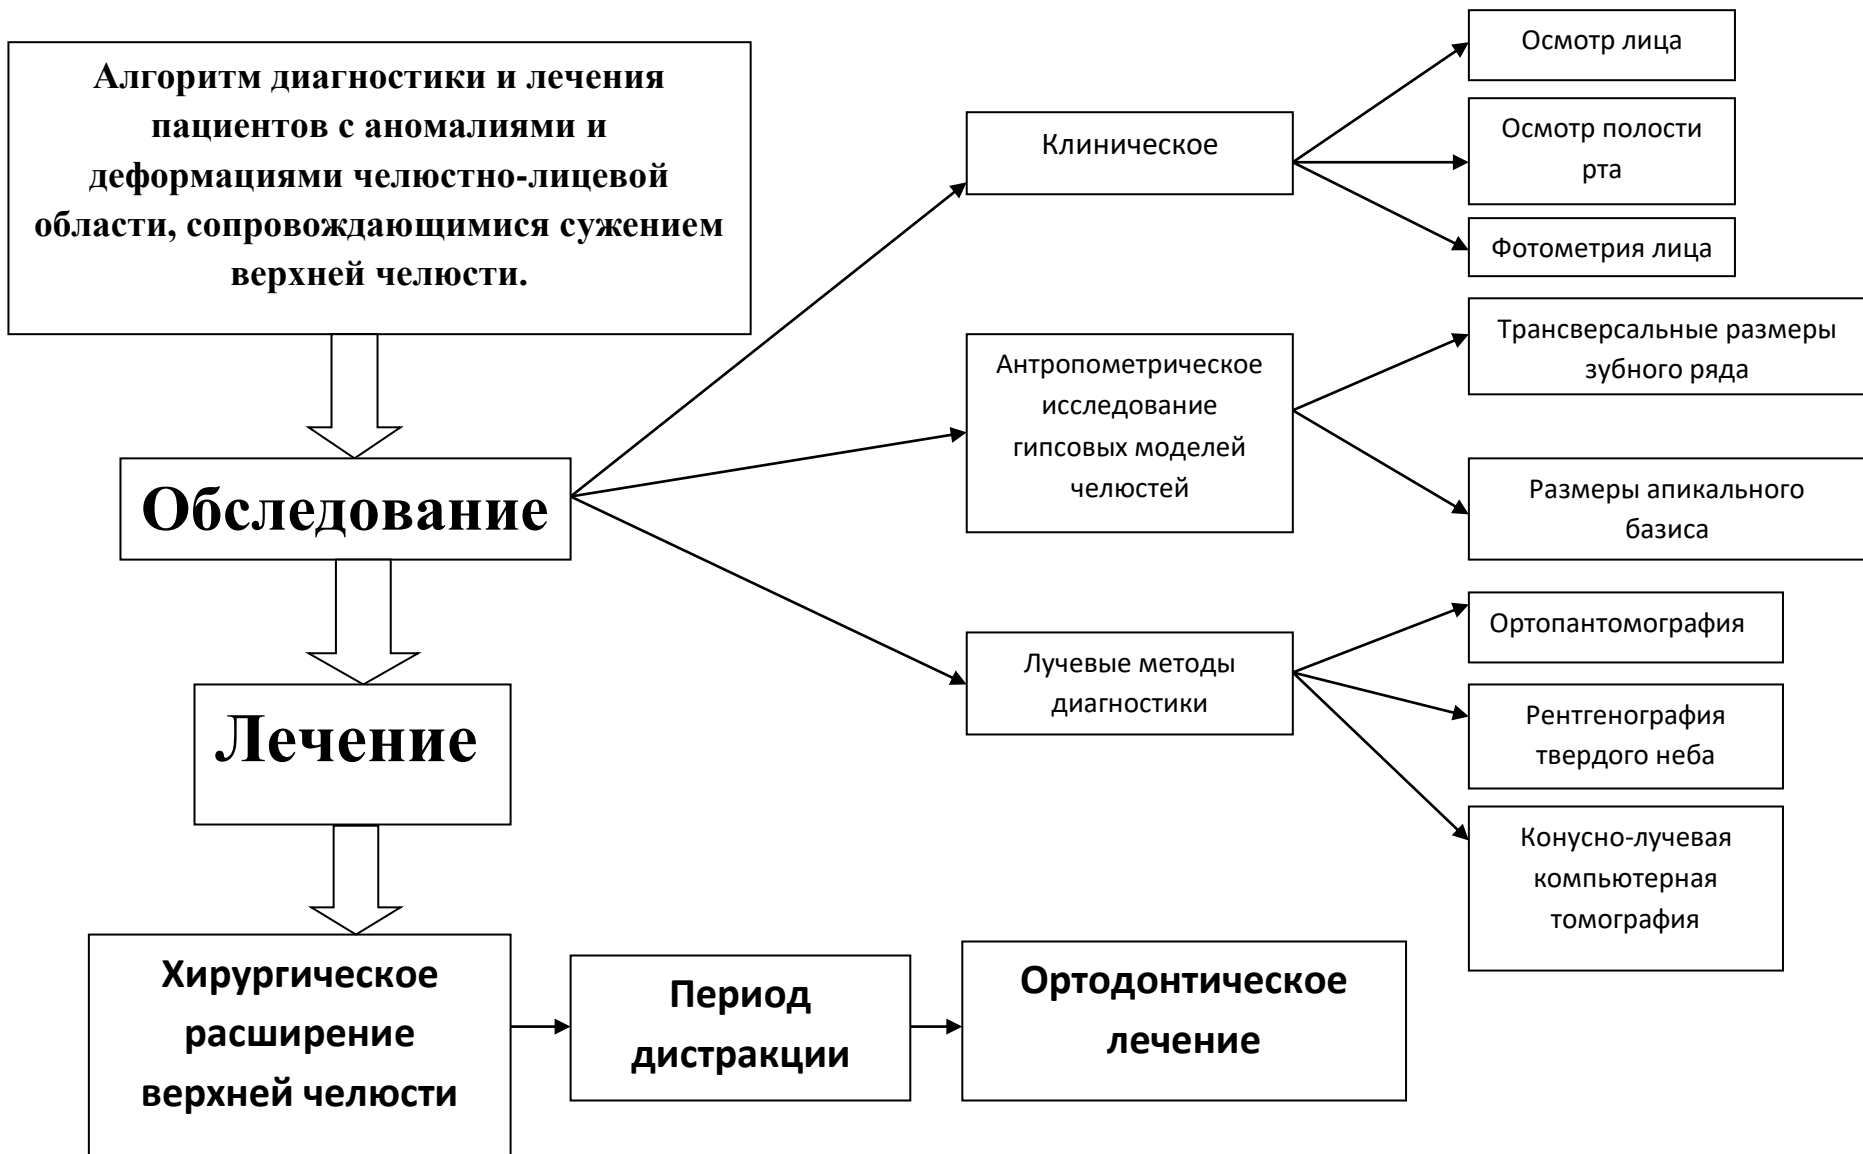 Алгоритм диагностики и лечения
пациентов с аномалиями и
деформациями челюстно-лицевой
области, сопровождающимися сужением
верхней челюсти.
Обследование
Клиническое
Осмотр лица
Осмотр полости
рта
Фотометрия лица
Антропометрическое
исследование
гипсовых моделей
челюстей
Трансверсальные размеры
зубного ряда
Размеры апикального
базиса
Лучевые методы
диагностики
Ортопантомография
Рентгенография
твердого неба
Конусно-лучевая
компьютерная
томография
Лечение
Хирургическое
расширение
верхней челюсти
Период
дистракции
Ортодонтическое
лечение